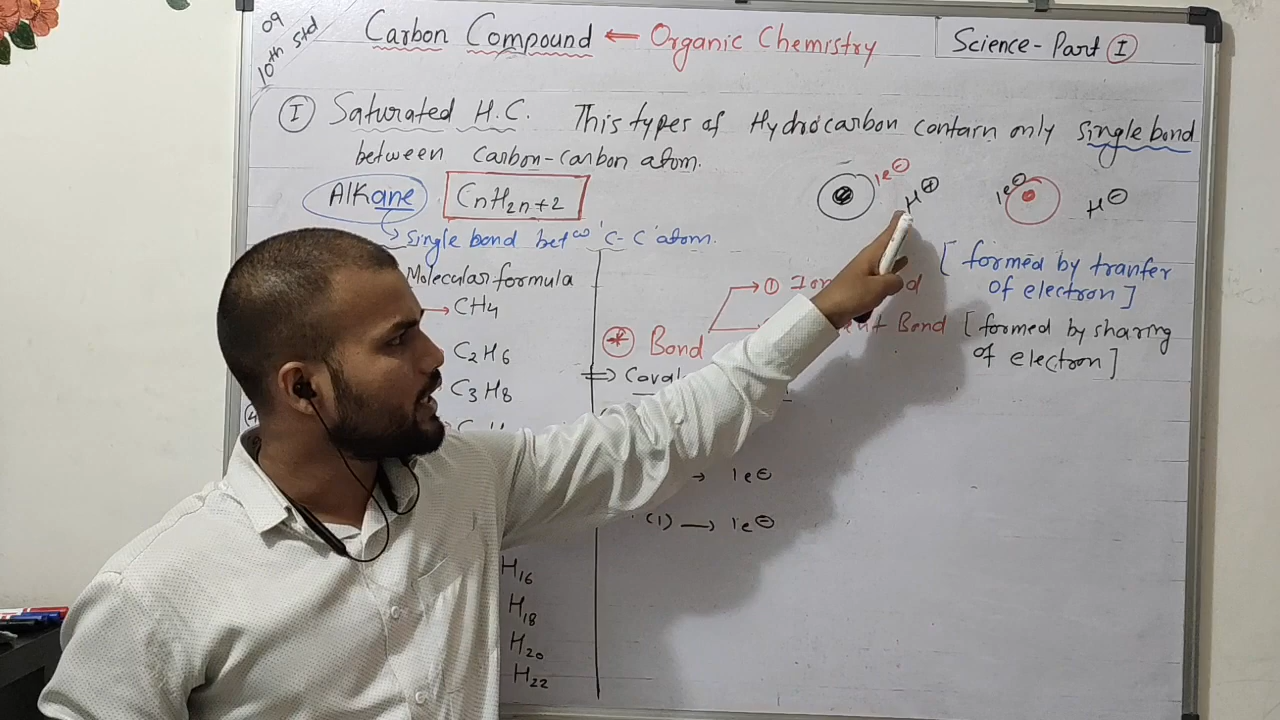 09
10th std
Carbon Compound ← Organic Chemistry
Science-Part I
I Saturated H.C. This types of Hydrocarbon contain only single bond
between carbon-carbon atom.
Alkane CnH2n+2
1e⊖ H⊕ 1e⊖ H⊖
Single bond betⁿ 'C-C' atom.
[formed by tranfer
of electron]
Molecular formula
→ CH4
①
* Bond
Bond [formed by sharing
of electron]
C2H6
⇒
C3H8
→ 1e⊖
(1) → 1e⊖
H16
H18
H20
H22